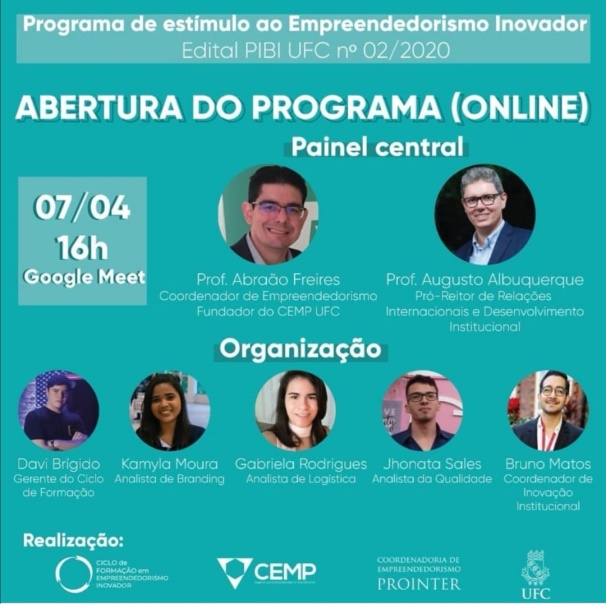 Programa de estímulo ao Empreendedorismo Inovador
Edital PIBI UFC nº 02/2020
ABERTURA DO PROGRAMA (ONLINE)
Painel central
07/04
16h
Google Meet
Prof. Abraão Freires
Coordenador de Empreendedorismo
Fundador do CEMP UFC
Prof. Augusto Albuquerque
Pró-Reitor de Relações
Internacionais e Desenvolvimento
Institucional
Organização
Davi Brígido
Gerente do Ciclo
de Formação
Kamyla Moura
Analista de Branding
Gabriela Rodrigues
Analista de Logística
Jhonata Sales
Analista da Qualidade
Bruno Matos
Coordenador de
Inovação
Institucional
Realização:
CICLO de
FORMAÇÃO em
EMPREENDEDORISMO
INOVADOR
CEMP
COORDENADORIA DE
EMPREENDEDORISMO
PROINTER
UFC